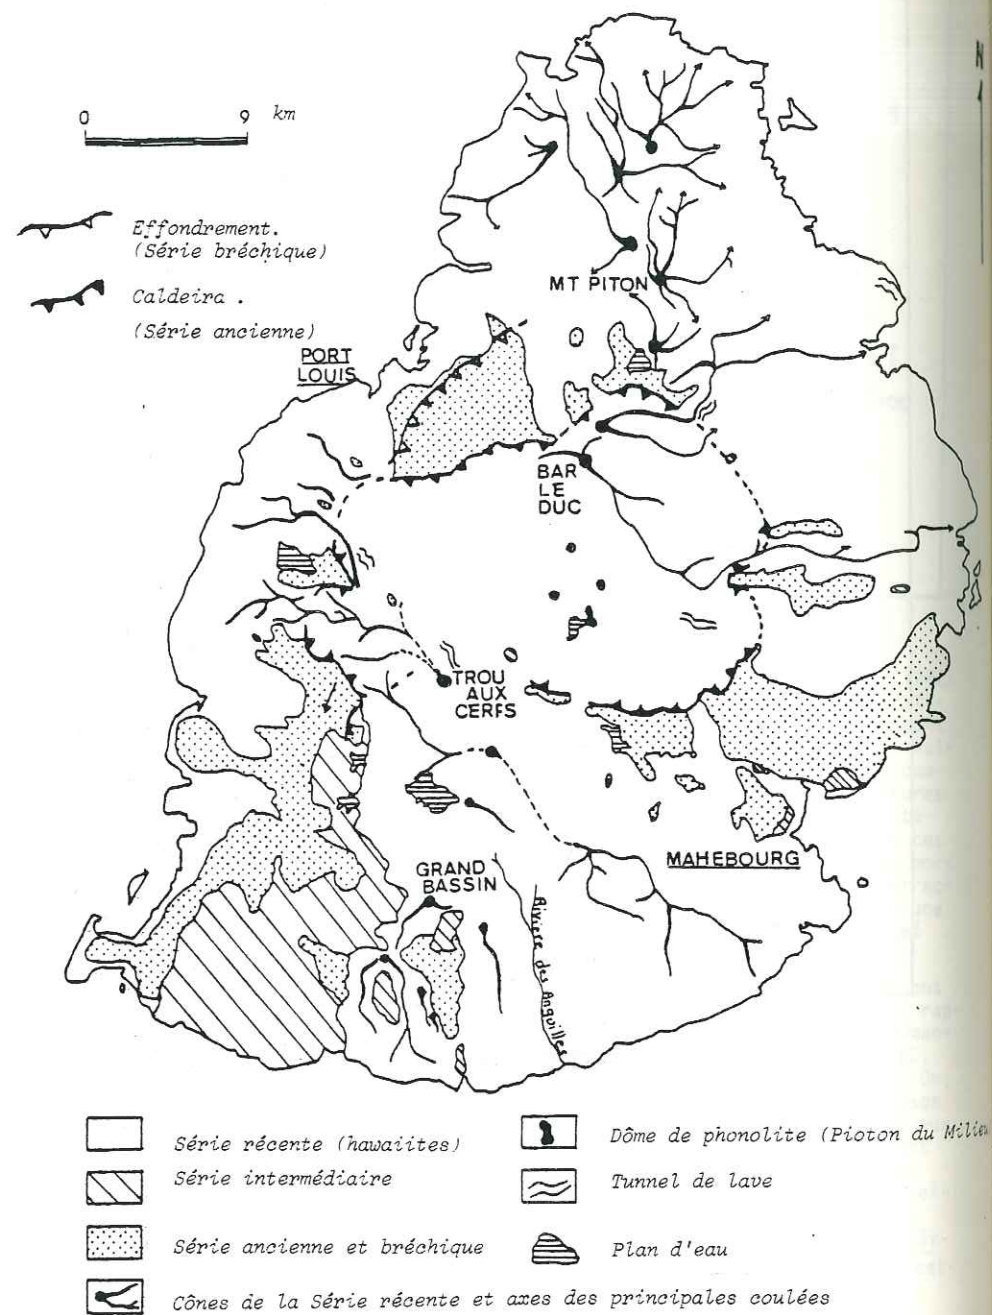 N
0 9 km
Effondrement.
(Série bréchique)
Caldeira .
(Série ancienne)
MT PITON
PORT
LOUIS
BAR
LE
DUC
TROU
AUX
CERFS
MAHEBOURG
GRAND
BASSIN
Rivière des Anguilles
Série récente (hawaiites)
Dôme de phonolite (Pioton du Milieu
Série intermédiaire
Tunnel de lave
Série ancienne et bréchique
Plan d'eau
Cônes de la Série récente et axes des principales coulées